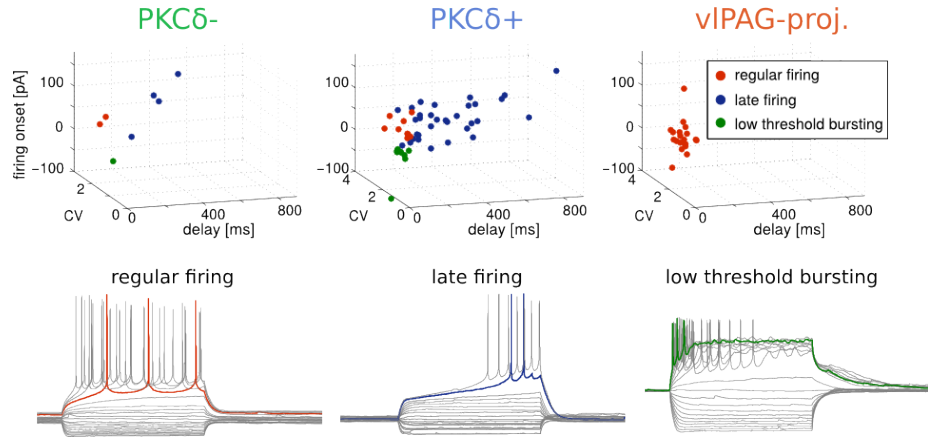 PKCδ- PKCδ+ vlPAG-proj.
firing onset [pA]
100
0
−100
2
0
CV
0
400
800
delay [ms]
100
0
−100
4
2
0
CV
0
400
800
delay [ms]
100
0
−100
4
2
0
CV
0
400
800
delay [ms]
regular firing
late firing
low threshold bursting
regular firing late firing low threshold bursting